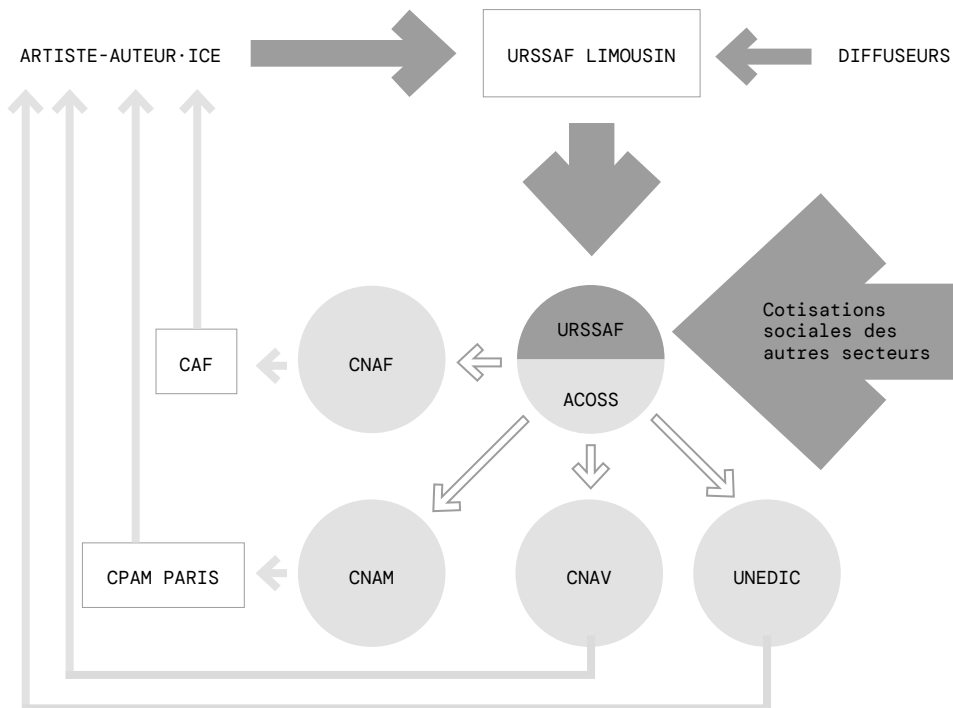 ARTISTE-AUTEUR·ICE
URSSAF LIMOUSIN
DIFFUSEURS
URSSAF
ACOSS
Cotisations
sociales des
autres secteurs
CAF
CNAF
CPAM PARIS
CNAM
CNAV
UNEDIC